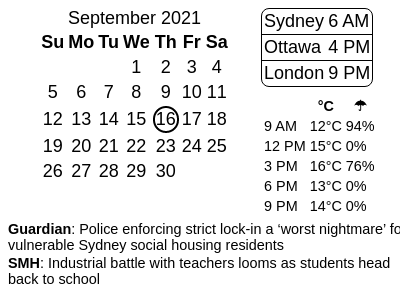 September 2021
Su Mo Tu We Th Fr Sa
1 2 3 4
5 6 7 8 9 10 11
12 13 14 15 16 17 18
19 20 21 22 23 24 25
26 27 28 29 30
Sydney 6 AM
Ottawa 4 PM
London 9 PM
°C ☂
9 AM 12°C 94%
12 PM 15°C 0%
3 PM 16°C 76%
6 PM 13°C 0%
9 PM 14°C 0%
Guardian: Police enforcing strict lock-in a ‘worst nightmare’ fo
vulnerable Sydney social housing residents
SMH: Industrial battle with teachers looms as students head
back to school